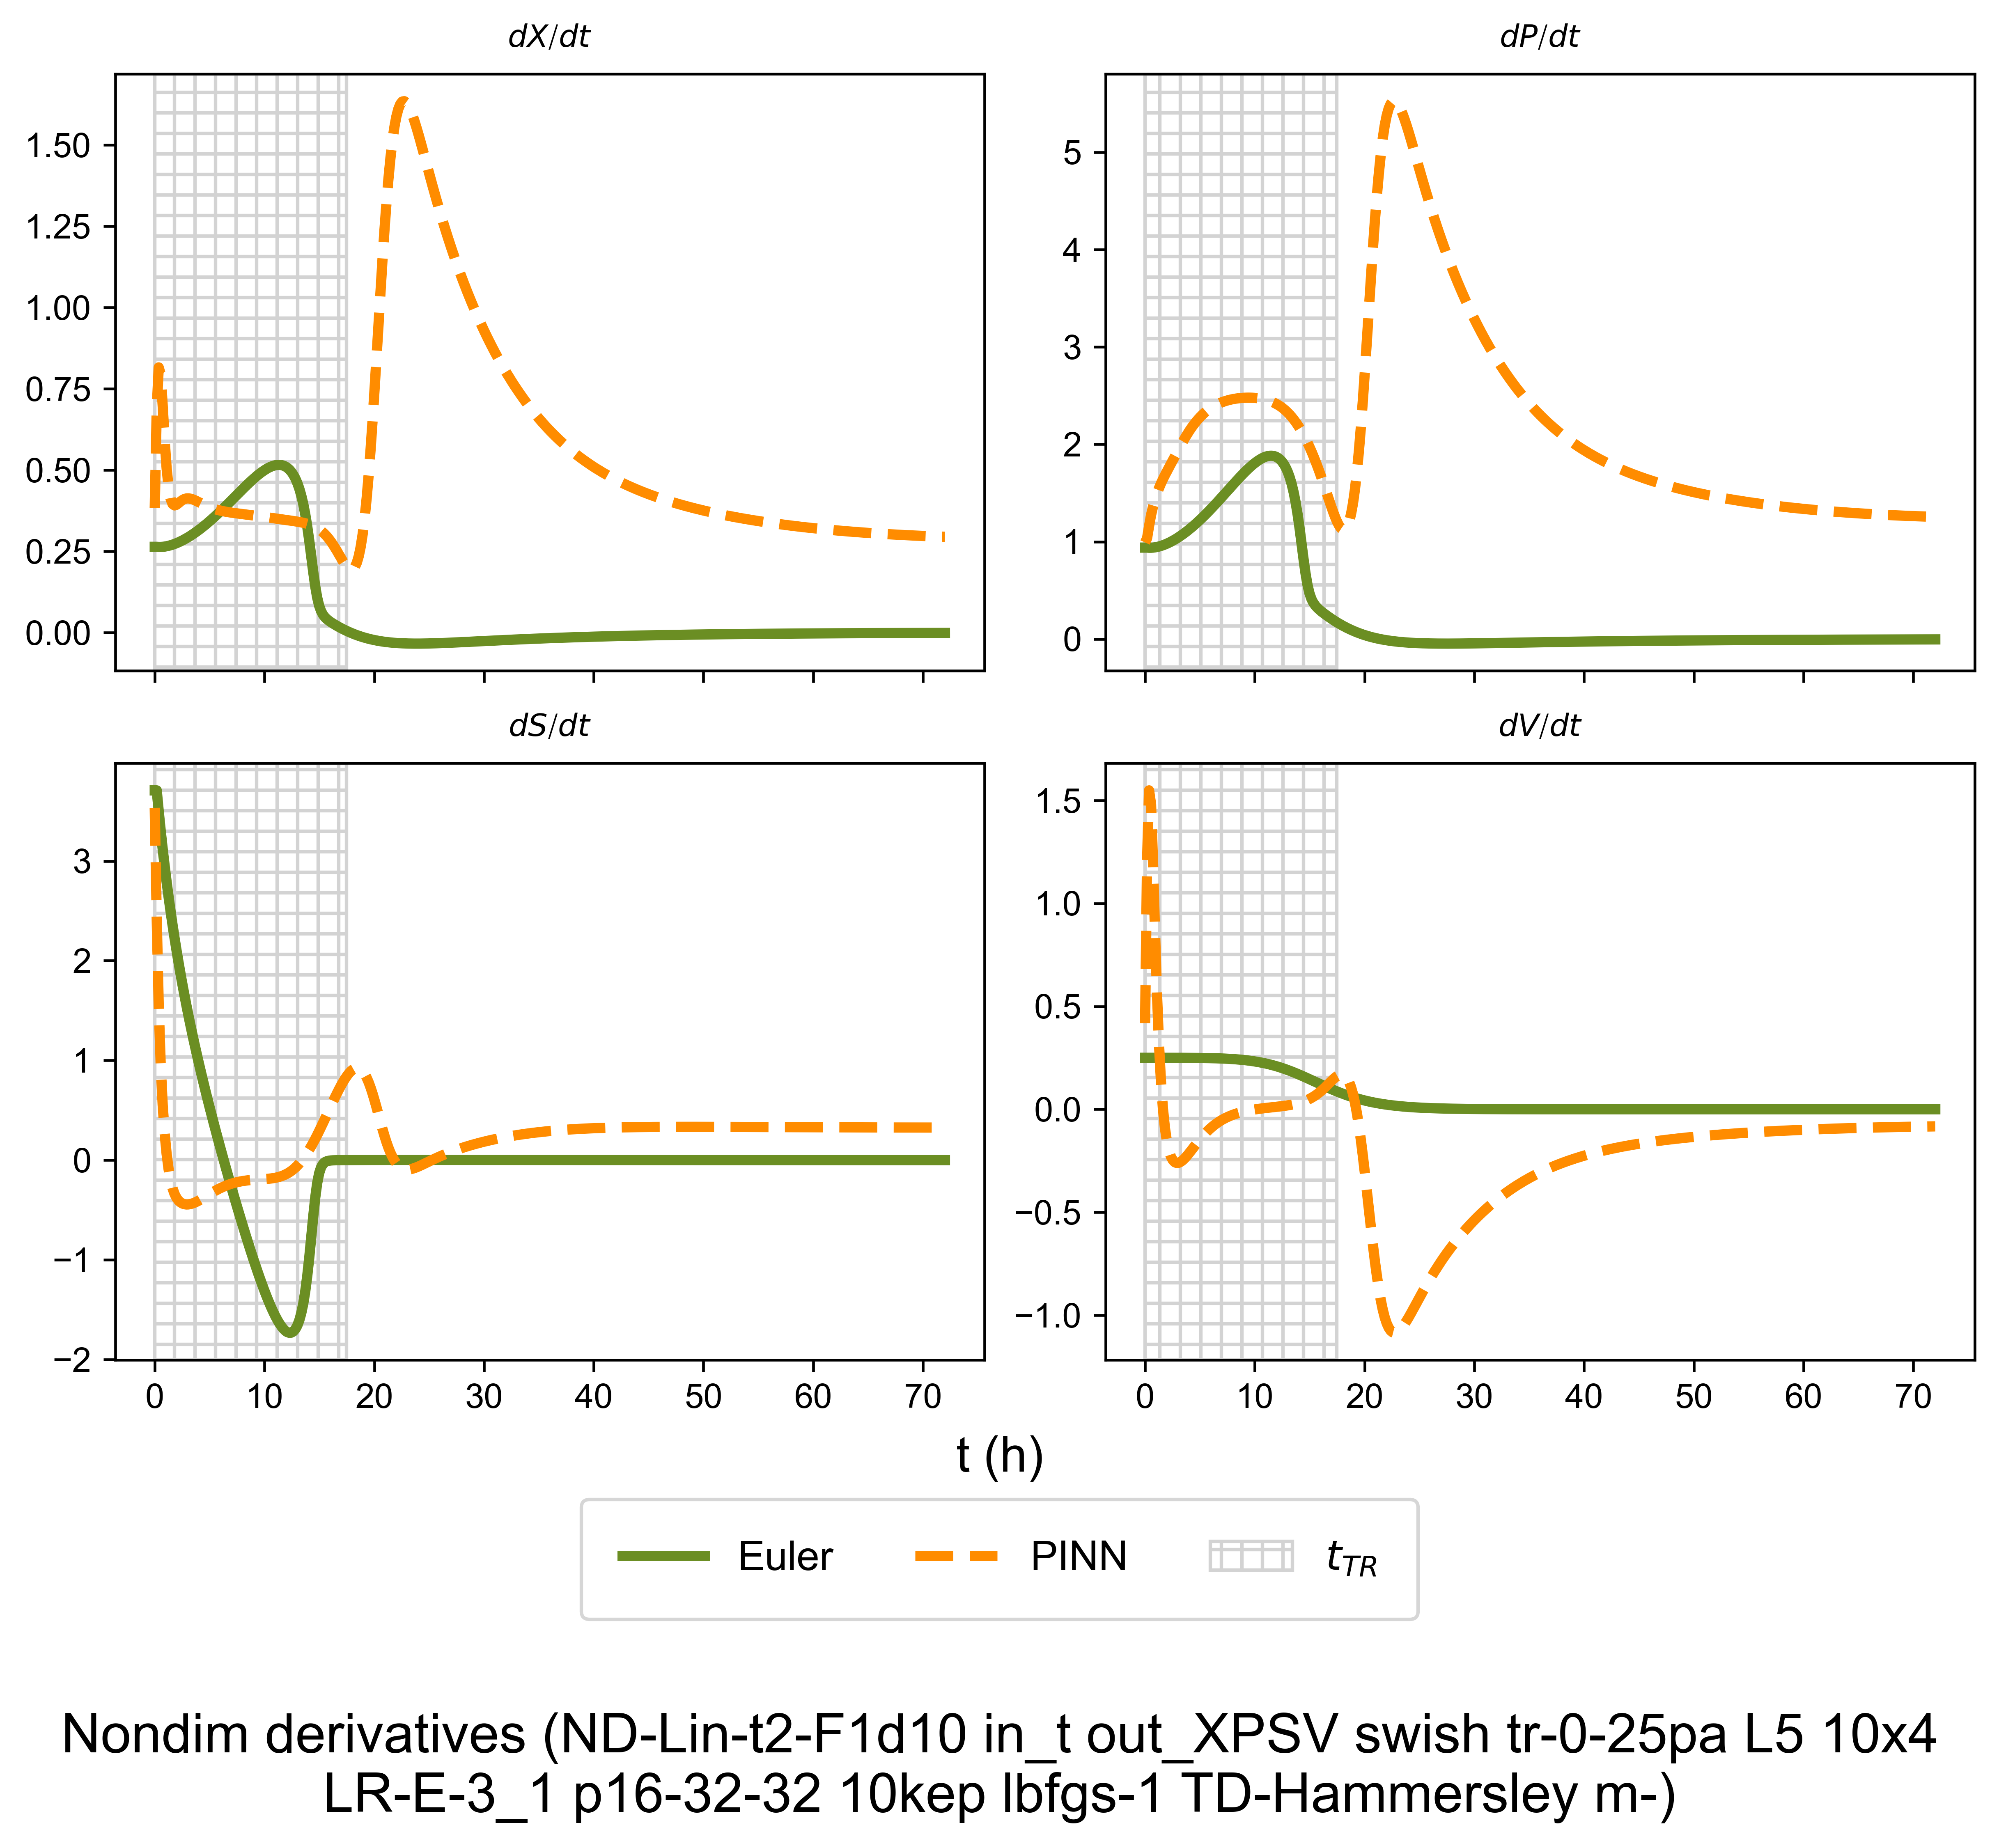 dX/dt
dP/dt
1.50
1.25
1.00
0.75
0.50
0.25
0.00
5
4
3
2
1
0
dS/dt
dV/dt
3
2
1
0
−1
−2
1.5
1.0
0.5
0.0
−0.5
−1.0
0 10 20 30 40 50 60 70
0 10 20 30 40 50 60 70
t (h)
Euler PINN t_TR
Nondim derivatives (ND-Lin-t2-F1d10 in_t out_XPSV swish tr-0-25pa L5 10x4
LR-E-3_1 p16-32-32 10kep lbfgs-1 TD-Hammersley m-)